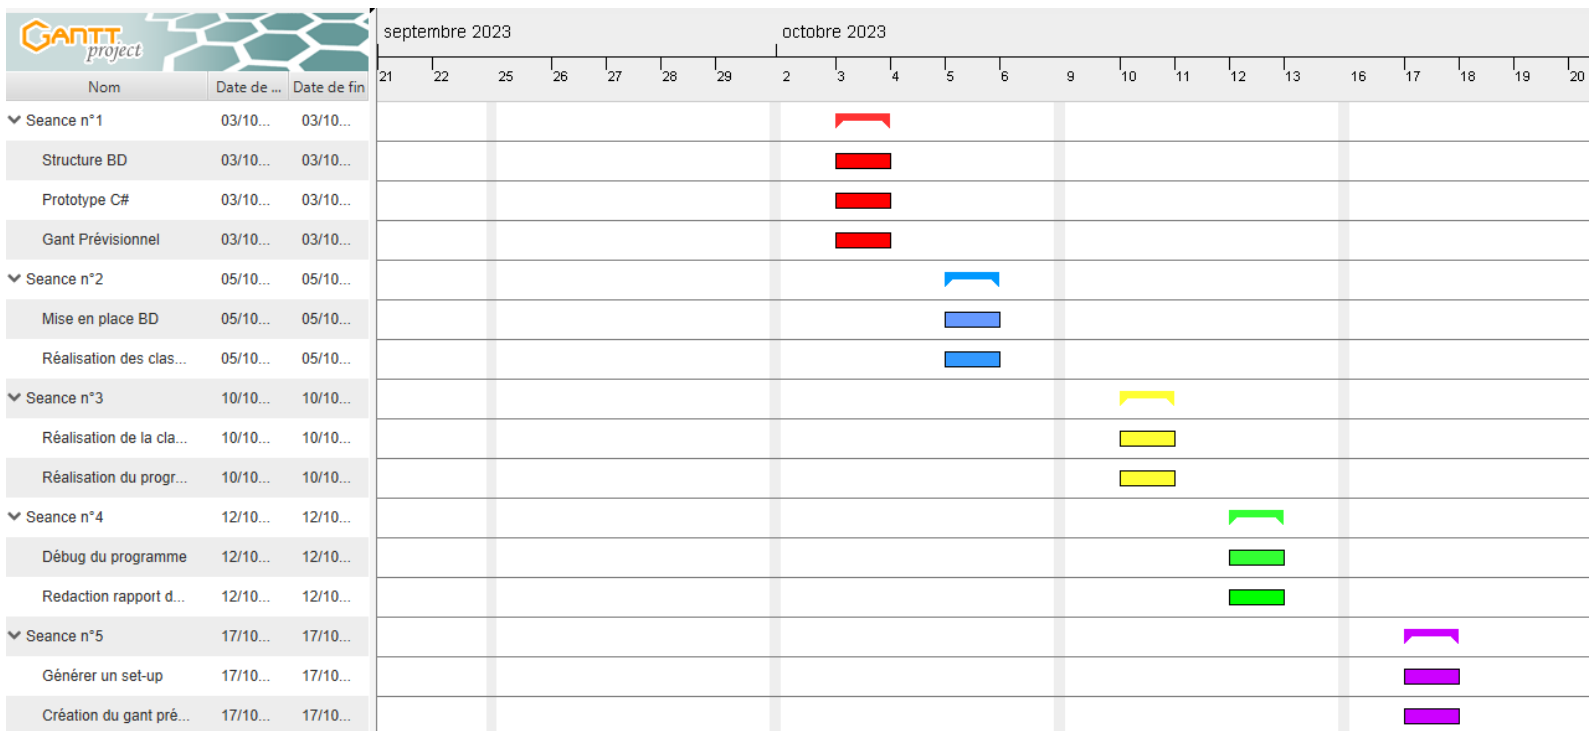 GANTT
project
septembre 2023 octobre 2023
21 22 25 26 27 28 29 2 3 4 5 6 9 10 11 12 13 16 17 18 19 20
Nom Date de ... Date de fin
Seance n°1 03/10... 03/10...
Structure BD 03/10... 03/10...
Prototype C# 03/10... 03/10...
Gant Prévisionnel 03/10... 03/10...
Seance n°2 05/10... 05/10...
Mise en place BD 05/10... 05/10...
Réalisation des clas... 05/10... 05/10...
Seance n°3 10/10... 10/10...
Réalisation de la cla... 10/10... 10/10...
Réalisation du progr... 10/10... 10/10...
Seance n°4 12/10... 12/10...
Débug du programme 12/10... 12/10...
Redaction rapport d... 12/10... 12/10...
Seance n°5 17/10... 17/10...
Générer un set-up 17/10... 17/10...
Création du gant pré... 17/10... 17/10...